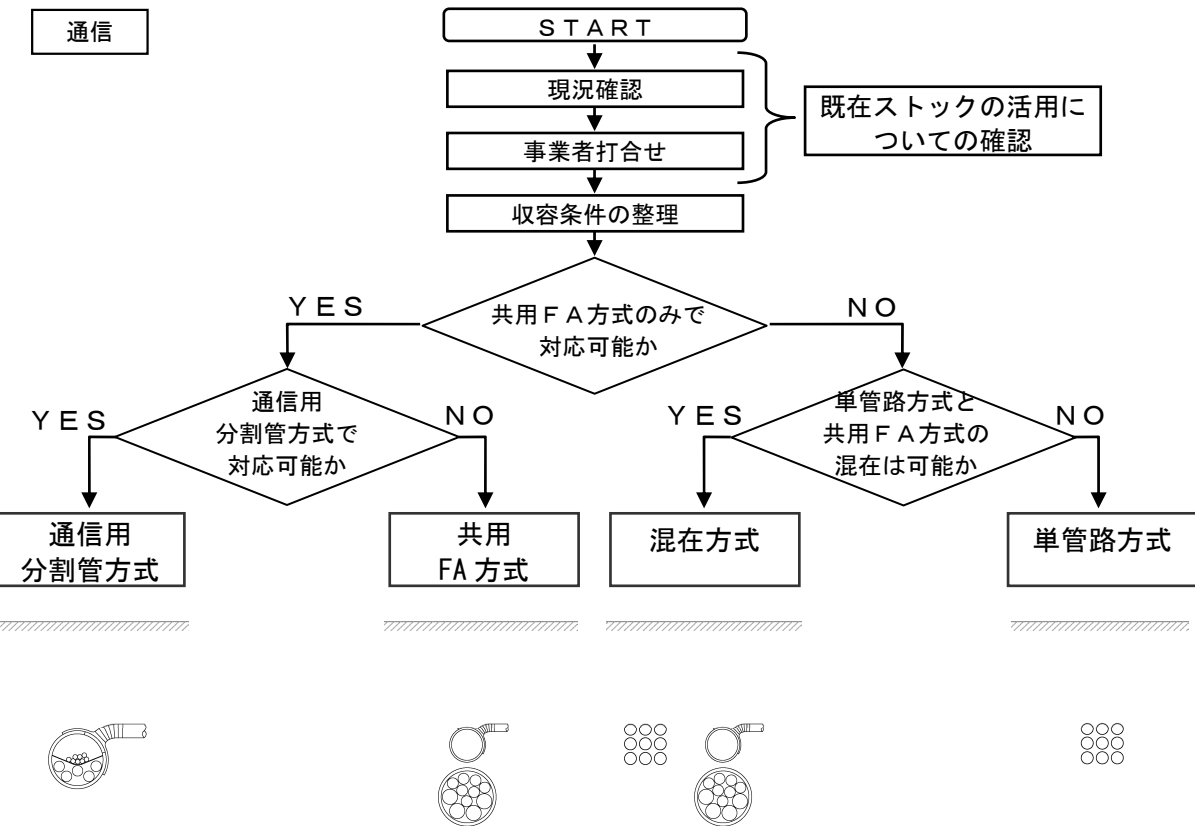 通信
ＳＴＡＲＴ
現況確認
事業者打合せ
既存ストックの活用に
ついての確認
収容条件の整理
共用ＦＡ方式のみで
対応可能か
ＹＥＳ
ＮＯ
通信用
分割管方式で
対応可能か
ＹＥＳ
ＮＯ
単管路方式と
共用ＦＡ方式の
混在は可能か
ＹＥＳ
ＮＯ
通信用
分割管方式
共用
FA方式
混在方式
単管路方式